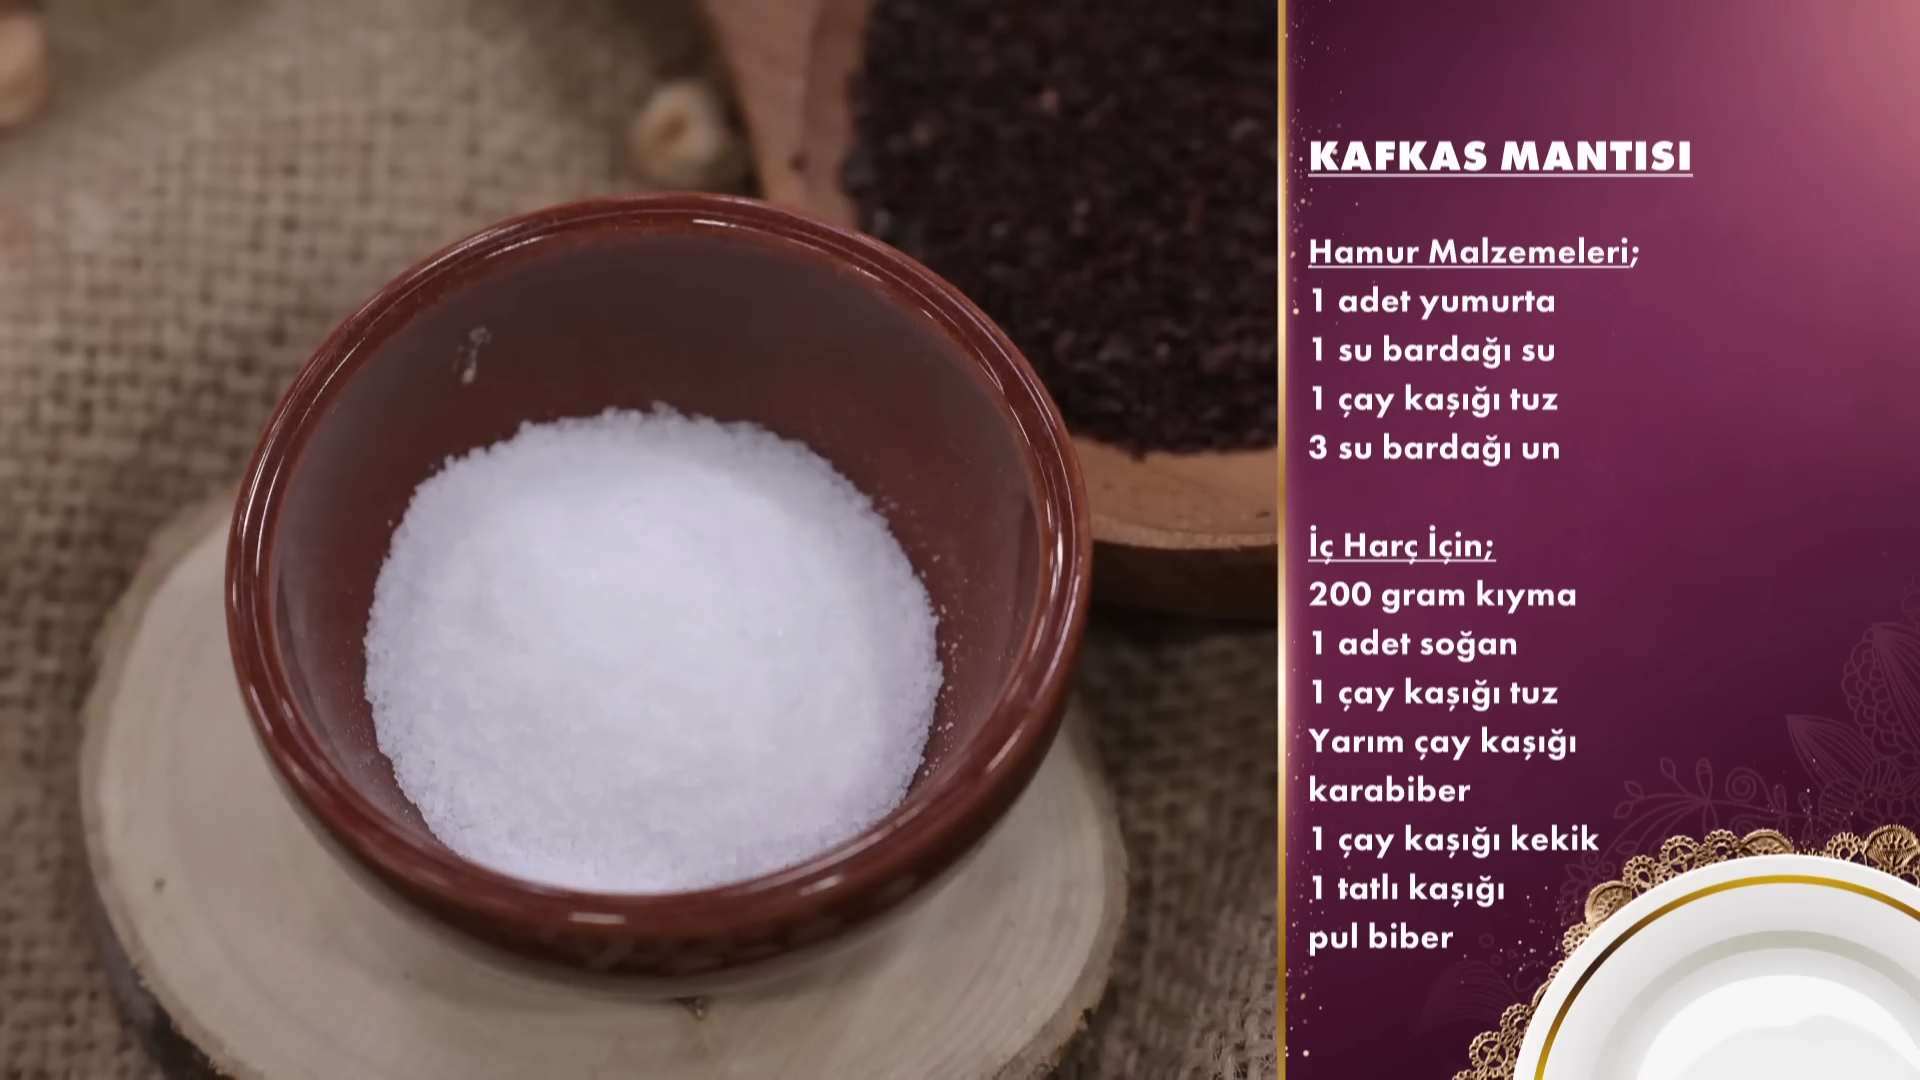 KAFKAS MANTISI
Hamur Malzemeleri;
1 adet yumurta
1 su bardağı su
1 çay kaşığı tuz
3 su bardağı un
İç Harç İçin;
200 gram kıyma
1 adet soğan
1 çay kaşığı tuz
Yarım çay kaşığı
karabiber
1 çay kaşığı kekik
1 tatlı kaşığı
pul biber